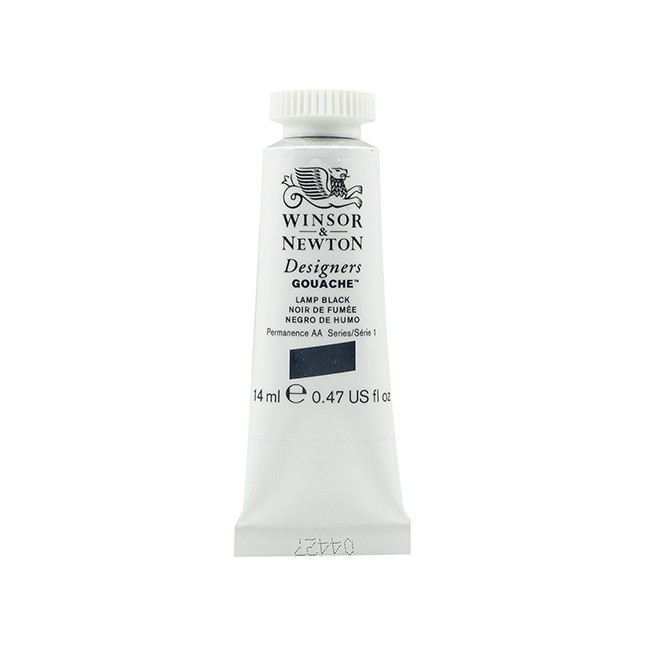 WINSOR
&
NEWTON
Designers
GOUACHE™
LAMP BLACK
NOIR DE FUMÉE
NEGRO DE HUMO
Permanence AA Series/Série 1
14 ml ℮ 0.47 US fl oz